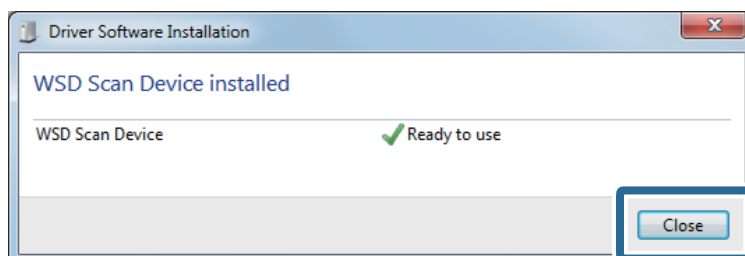 Driver Software Installation
WSD Scan Device installed
WSD Scan Device Ready to use
Close